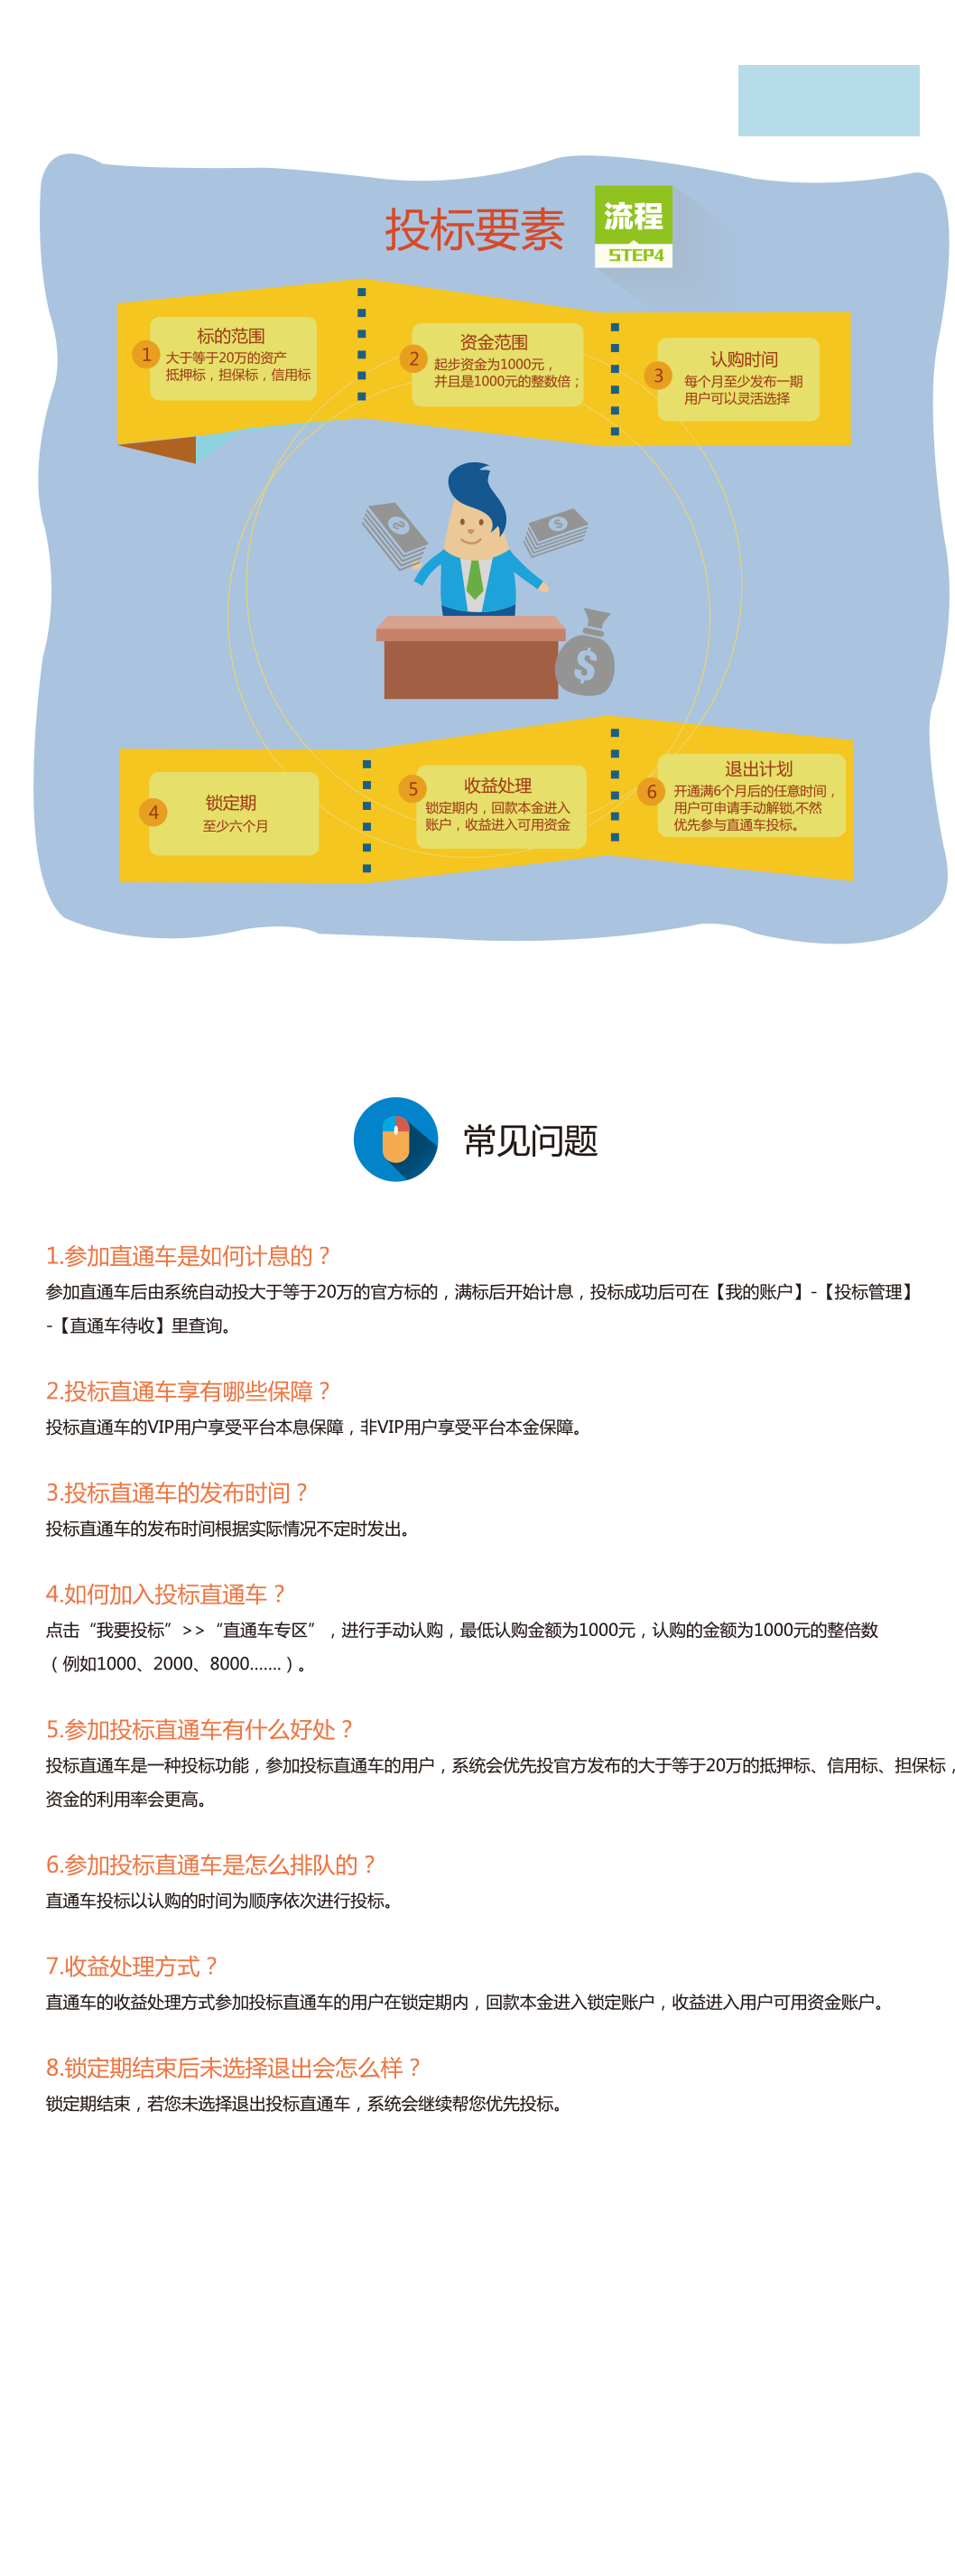 投标要素
流程
STEP4
1
标的范围
大于等于20万的资产
抵押标，担保标，信用标
2
资金范围
起步资金为1000元，
并且是1000元的整数倍；
3
认购时间
每个月至少发布一期
用户可以灵活选择
$
$
$
4
锁定期
至少六个月
5
收益处理
锁定期内，回款本金进入
账户，收益进入可用资金
6
退出计划
开通满6个月后的任意时间，
用户可申请手动解锁,不然
优先参与直通车投标。
常见问题
1.参加直通车是如何计息的？
参加直通车后由系统自动投大于等于20万的官方标的，满标后开始计息，投标成功后可在【我的账户】-【投标管理】
-【直通车待收】里查询。
2.投标直通车享有哪些保障？
投标直通车的VIP用户享受平台本息保障，非VIP用户享受平台本金保障。
3.投标直通车的发布时间？
投标直通车的发布时间根据实际情况不定时发出。
4.如何加入投标直通车？
点击“我要投标”>>“直通车专区”，进行手动认购，最低认购金额为1000元，认购的金额为1000元的整倍数
（例如1000、2000、8000.......）。
5.参加投标直通车有什么好处？
投标直通车是一种投标功能，参加投标直通车的用户，系统会优先投官方发布的大于等于20万的抵押标、信用标、担保标，
资金的利用率会更高。
6.参加投标直通车是怎么排队的？
直通车投标以认购的时间为顺序依次进行投标。
7.收益处理方式？
直通车的收益处理方式参加投标直通车的用户在锁定期内，回款本金进入锁定账户，收益进入用户可用资金账户。
8.锁定期结束后未选择退出会怎么样？
锁定期结束，若您未选择退出投标直通车，系统会继续帮您优先投标。